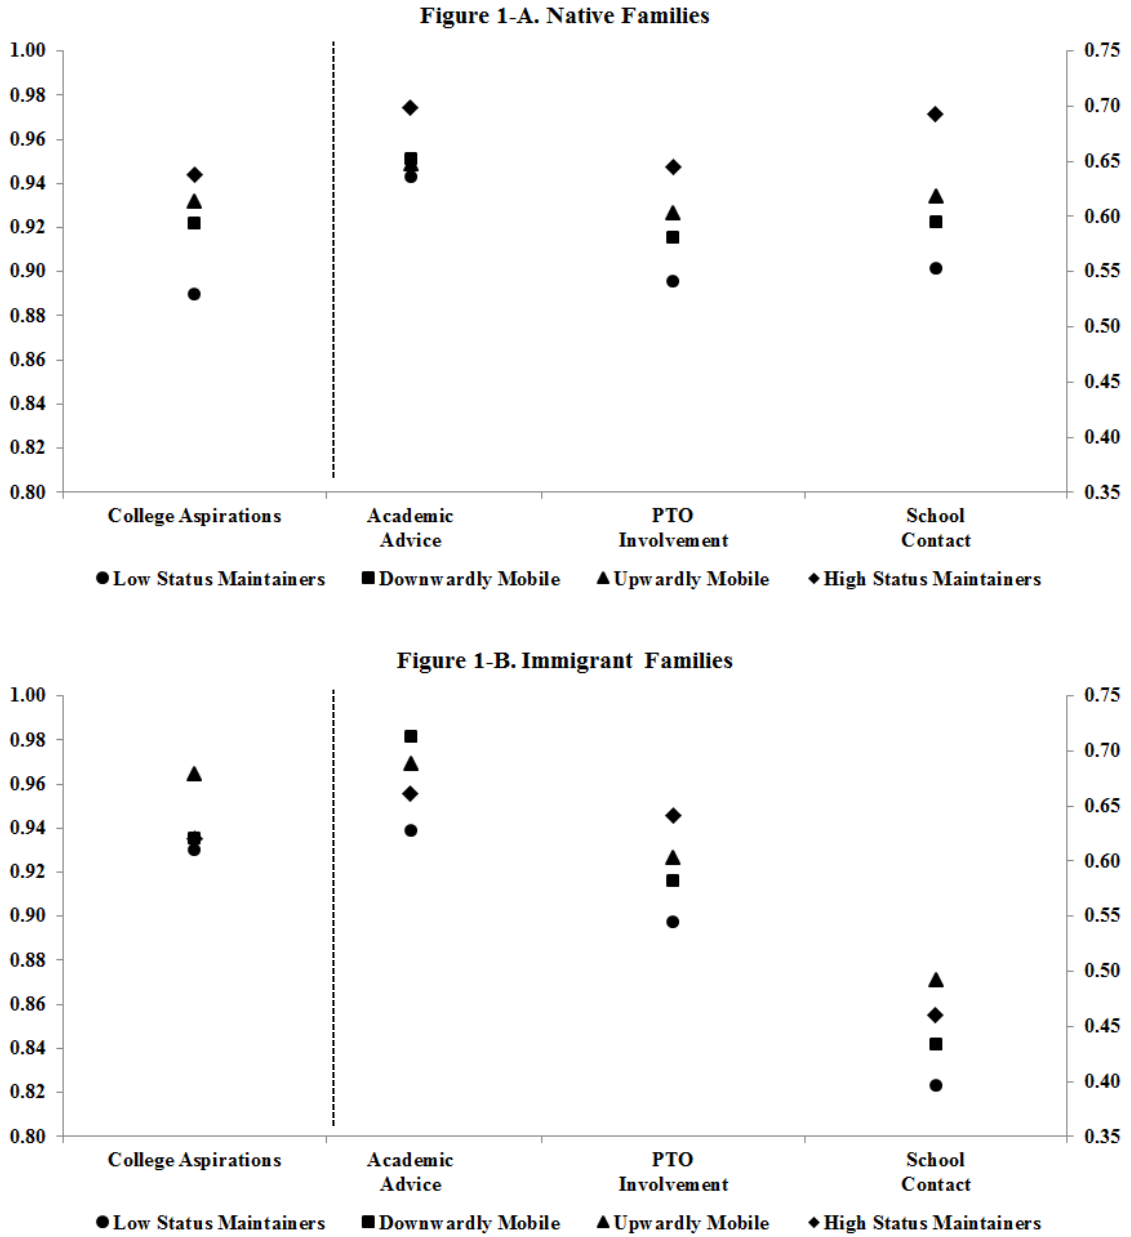 Figure 1-A. Native Families
1.00
0.98
0.96
0.94
0.92
0.90
0.88
0.86
0.84
0.82
0.80
0.75
0.70
0.65
0.60
0.55
0.50
0.45
0.40
0.35
College Aspirations
Academic
Advice
PTO
Involvement
School
Contact
Low Status Maintainers
Downwardly Mobile
Upwardly Mobile
High Status Maintainers
Figure 1-B. Immigrant Families
1.00
0.98
0.96
0.94
0.92
0.90
0.88
0.86
0.84
0.82
0.80
0.75
0.70
0.65
0.60
0.55
0.50
0.45
0.40
0.35
College Aspirations
Academic
Advice
PTO
Involvement
School
Contact
Low Status Maintainers
Downwardly Mobile
Upwardly Mobile
High Status Maintainers